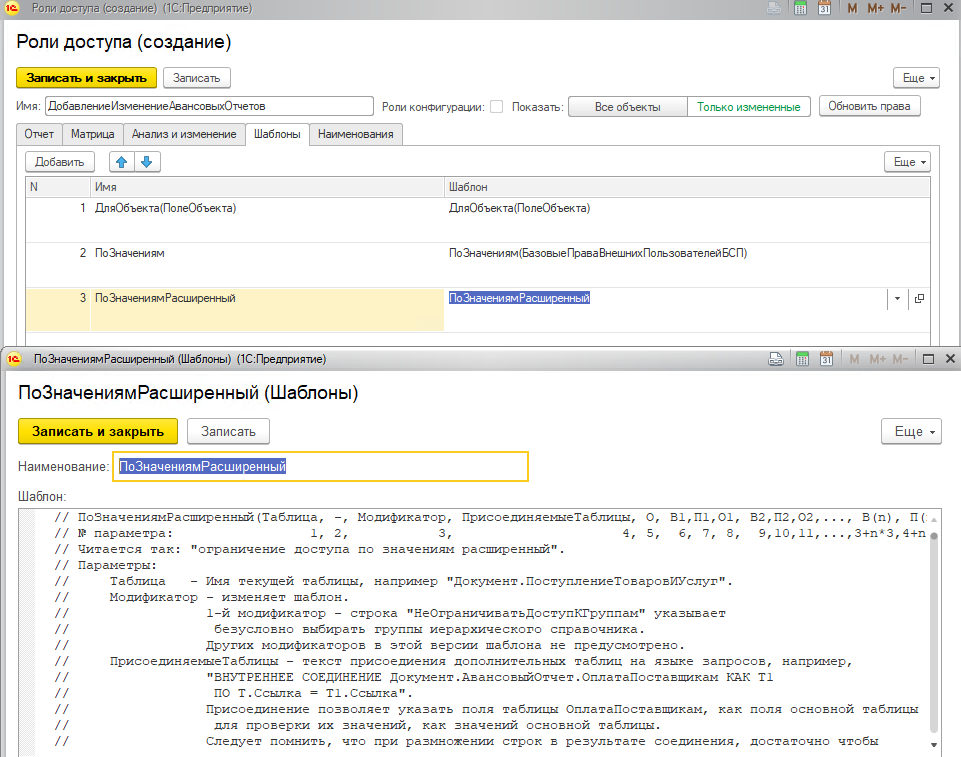 Роли доступа (создание) (1С:Предприятие)
M M+ M-
Роли доступа (создание)
Записать и закрыть Записать Еще
Имя: ДобавлениеИзменениеАвансовыхОтчетов Роли конфигурации: Показать: Все объекты Только измененные Обновить права
Отчет Матрица Анализ и изменение Шаблоны Наименования
Добавить Еще
N Имя Шаблон
1 ДляОбъекта(ПолеОбъекта) ДляОбъекта(ПолеОбъекта)
2 ПоЗначениям ПоЗначениям(БазовыеПраваВнешнихПользователейБСП)
3 ПоЗначениямРасширенный ПоЗначениямРасширенный
ПоЗначениямРасширенный (Шаблоны) (1С:Предприятие)
M M+ M-
ПоЗначениямРасширенный (Шаблоны)
Записать и закрыть Записать Еще
Наименование: ПоЗначениямРасширенный
Шаблон:
// ПоЗначениямРасширенный(Таблица, -, Модификатор, ПрисоединяемыеТаблицы, О, В1,П1,О1, В2,П2,О2,..., В(n), П(
// № параметра: 1, 2, 3, 4, 5, 6, 7, 8, 9,10,11,...,3+n*3,4+n
// Читается так: "ограничение доступа по значениям расширенный".
// Параметры:
// Таблица - Имя текущей таблицы, например "Документ.ПоступлениеТоваровИУслуг".
// Модификатор - изменяет шаблон.
// 1-й модификатор - строка "НеОграничиватьДоступКГруппам" указывает
// безусловно выбирать группы иерархического справочника.
// Других модификаторов в этой версии шаблона не предусмотрено.
// ПрисоединяемыеТаблицы - текст присоедиения дополнительных таблиц на языке запросов, например,
// "ВНУТРЕННЕЕ СОЕДИНЕНИЕ Документ.АвансовыйОтчет.ОплатаПоставщикам КАК Т1
// ПО Т.Ссылка = Т1.Ссылка".
// Присоединение позволяет указать поля таблицы ОплатаПоставщикам, как поля основной таблицы
// для проверки их значений, как значений основной таблицы.
// Следует помнить, что при размножении строк в результате соединения, достаточно чтобы